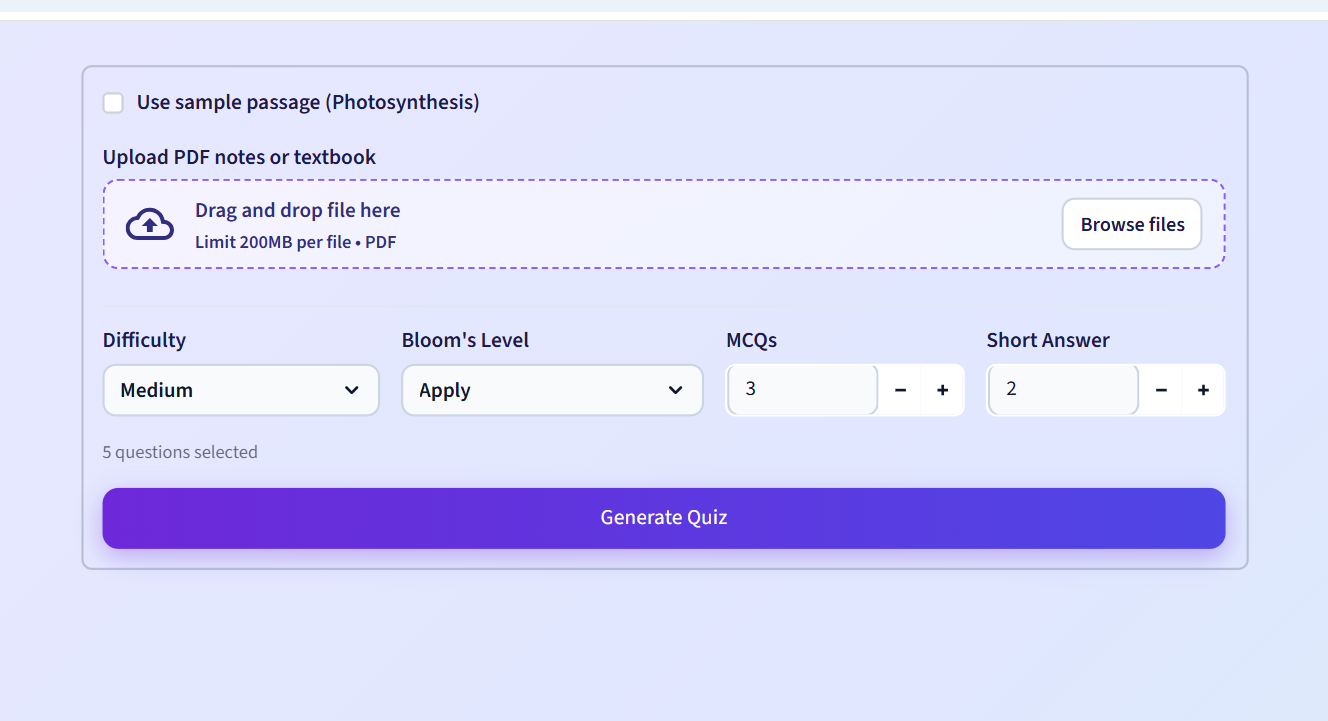 Use sample passage (Photosynthesis)
Upload PDF notes or textbook
Drag and drop file here
Limit 200MB per file • PDF
Browse files
Difficulty
Bloom's Level
MCQs
Short Answer
Medium
Apply
3
2
5 questions selected
Generate Quiz